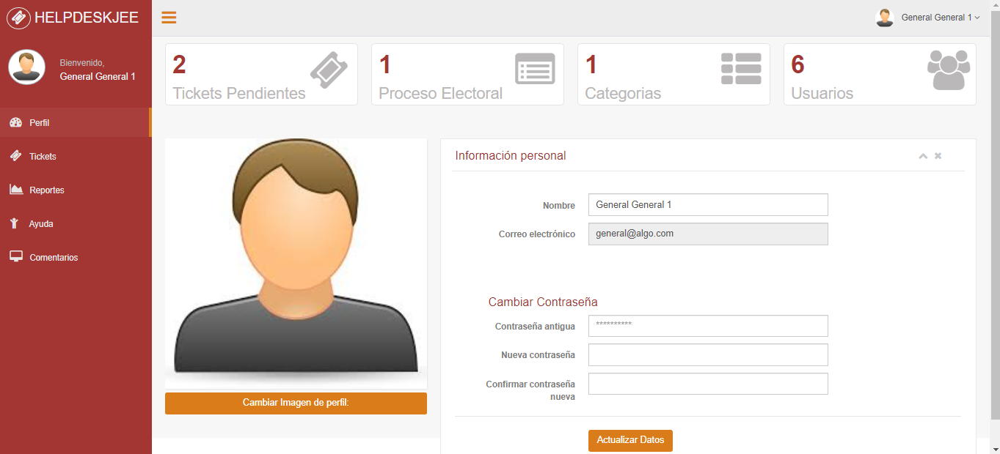 HELPDESKJEE
General General 1
Bienvenido,
General General 1
Perfil
Tickets
Reportes
Ayuda
Comentarios
2
Tickets Pendientes
1
Proceso Electoral
1
Categorias
6
Usuarios
Cambiar Imagen de perfil:
Información personal
Nombre
General General 1
Correo electrónico
general@algo.com
Cambiar Contraseña
Contraseña antigua
**********
Nueva contraseña
Confirmar contraseña
nueva
Actualizar Datos